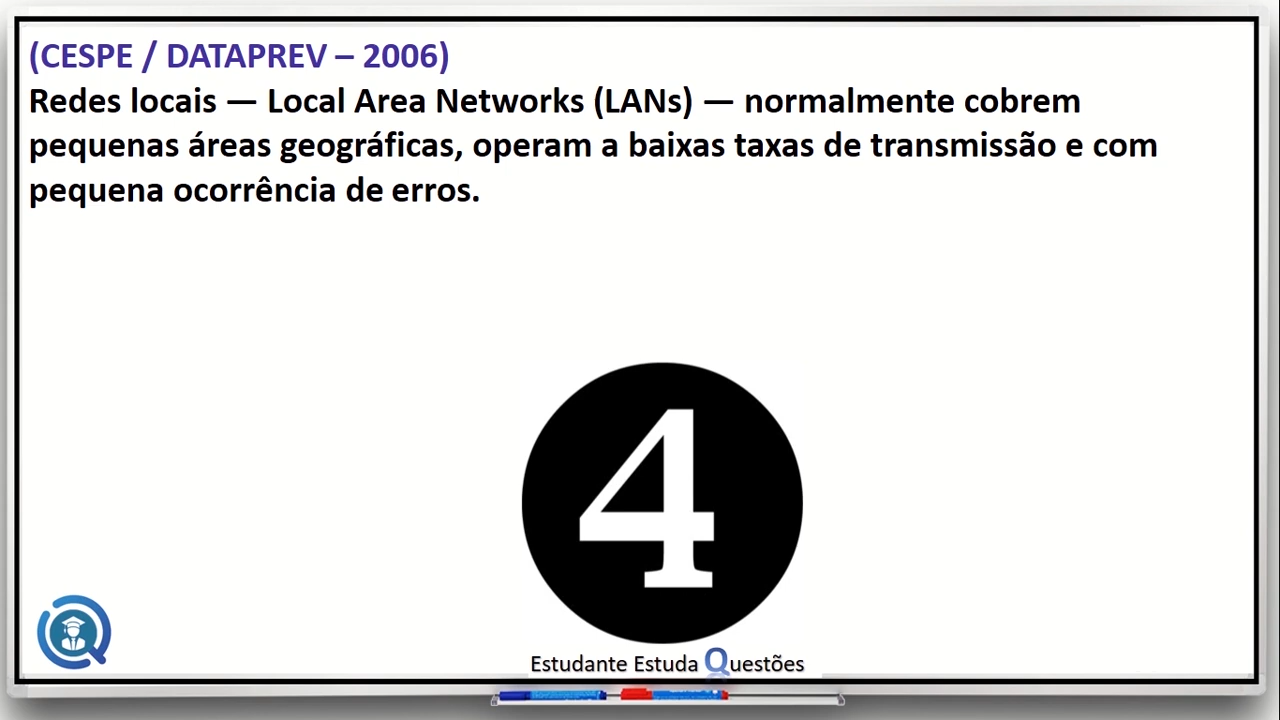 (CESPE / DATAPREV – 2006)
Redes locais — Local Area Networks (LANs) — normalmente cobrem
pequenas áreas geográficas, operam a baixas taxas de transmissão e com
pequena ocorrência de erros.
4
Estudante Estuda Questões